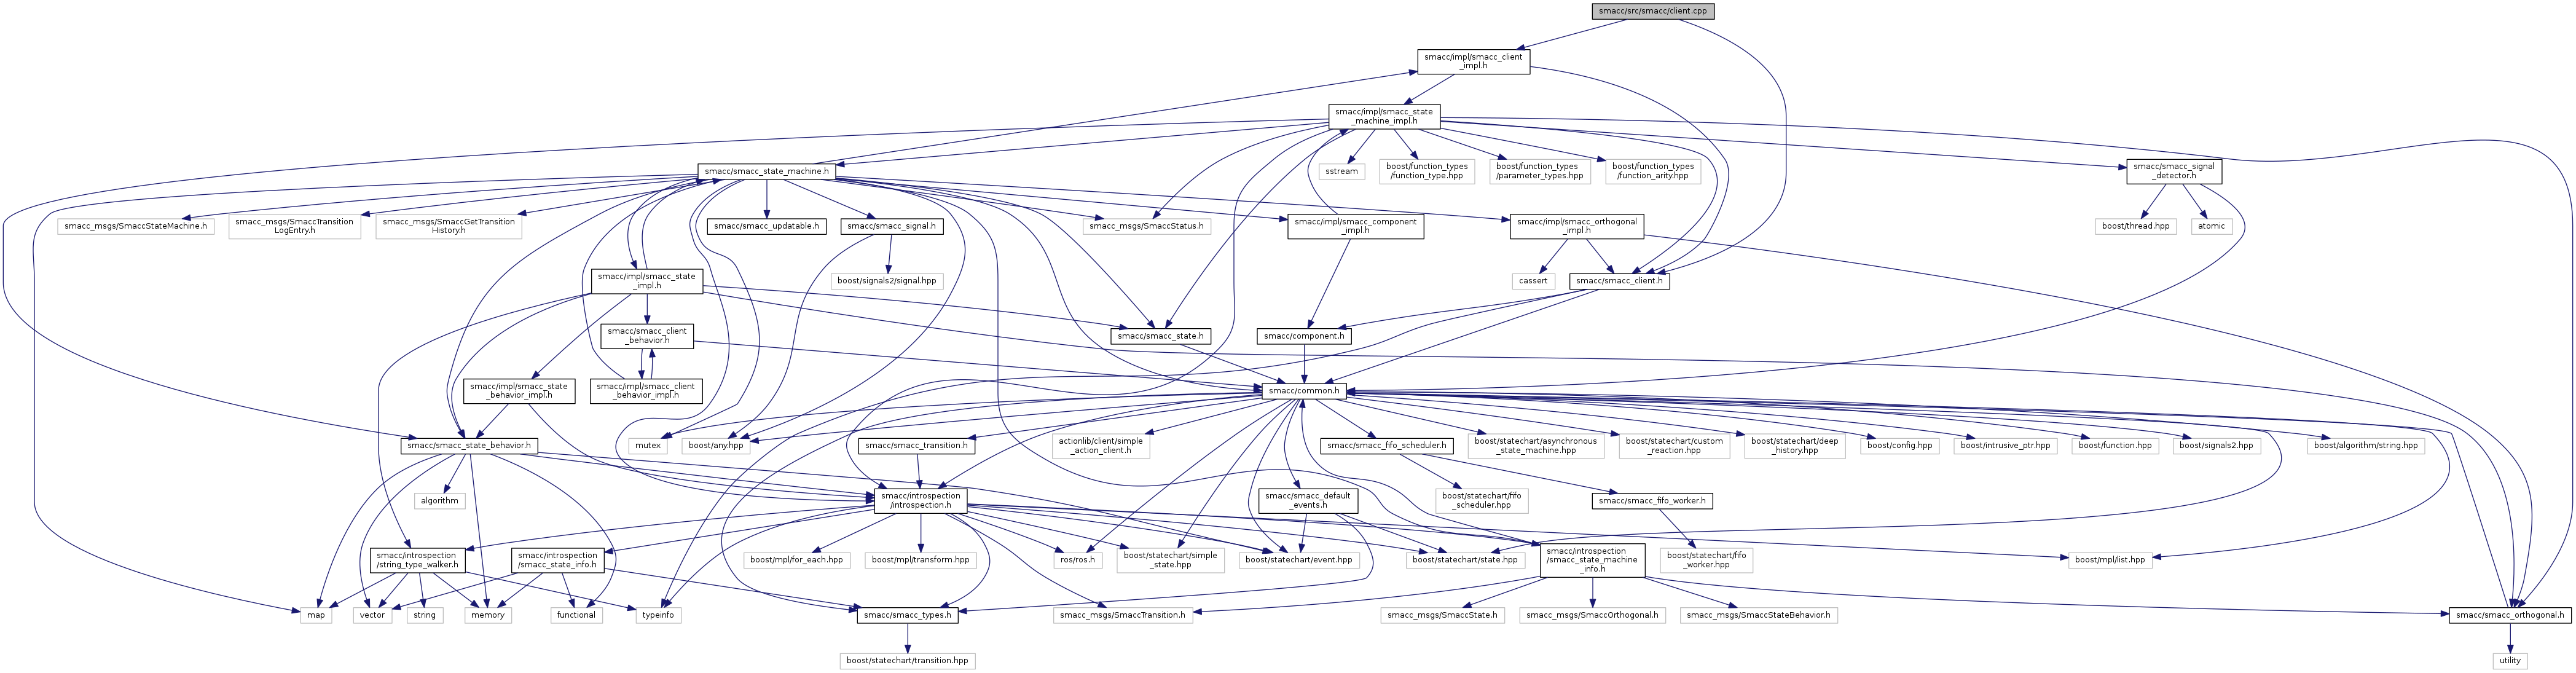 smacc/src/smacc/client.cpp
smacc/impl/smacc_client
_impl.h
smacc/impl/smacc_state
_machine_impl.h
smacc/smacc_state_machine.h
sstream
boost/function_types
/function_type.hpp
boost/function_types
/parameter_types.hpp
boost/function_types
/function_arity.hpp
smacc/smacc_signal
_detector.h
smacc_msgs/SmaccStateMachine.h
smacc_msgs/SmaccTransition
LogEntry.h
smacc_msgs/SmaccGetTransition
History.h
smacc/smacc_updatable.h
smacc/smacc_signal.h
smacc_msgs/SmaccStatus.h
smacc/impl/smacc_component
_impl.h
smacc/impl/smacc_orthogonal
_impl.h
boost/thread.hpp
atomic
smacc/impl/smacc_state
_impl.h
boost/signals2/signal.hpp
cassert
smacc/smacc_client.h
smacc/smacc_client
_behavior.h
smacc/smacc_state.h
smacc/component.h
smacc/impl/smacc_state
_behavior_impl.h
smacc/impl/smacc_client
_behavior_impl.h
smacc/common.h
smacc/smacc_state_behavior.h
mutex
boost/any.hpp
smacc/smacc_transition.h
actionlib/client/simple
_action_client.h
smacc/smacc_fifo_scheduler.h
boost/statechart/asynchronous
_state_machine.hpp
boost/statechart/custom
_reaction.hpp
boost/statechart/deep
_history.hpp
boost/config.hpp
boost/intrusive_ptr.hpp
boost/function.hpp
boost/signals2.hpp
boost/algorithm/string.hpp
algorithm
smacc/introspection
/introspection.h
smacc/smacc_default
_events.h
boost/statechart/fifo
_scheduler.hpp
smacc/smacc_fifo_worker.h
smacc/introspection
/string_type_walker.h
smacc/introspection
/smacc_state_info.h
boost/mpl/for_each.hpp
boost/mpl/transform.hpp
ros/ros.h
boost/statechart/simple
_state.hpp
boost/statechart/event.hpp
boost/statechart/state.hpp
smacc/introspection
/smacc_state_machine
_info.h
boost/statechart/fifo
_worker.hpp
boost/mpl/list.hpp
map
vector
string
memory
functional
typeinfo
smacc/smacc_types.h
smacc_msgs/SmaccTransition.h
smacc_msgs/SmaccState.h
smacc_msgs/SmaccOrthogonal.h
smacc_msgs/SmaccStateBehavior.h
smacc/smacc_orthogonal.h
boost/statechart/transition.hpp
utility